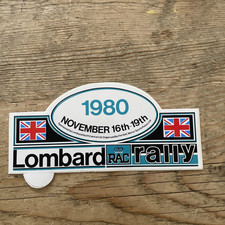 1980
NOVEMBER 16th 19th
Lombard RAC rally